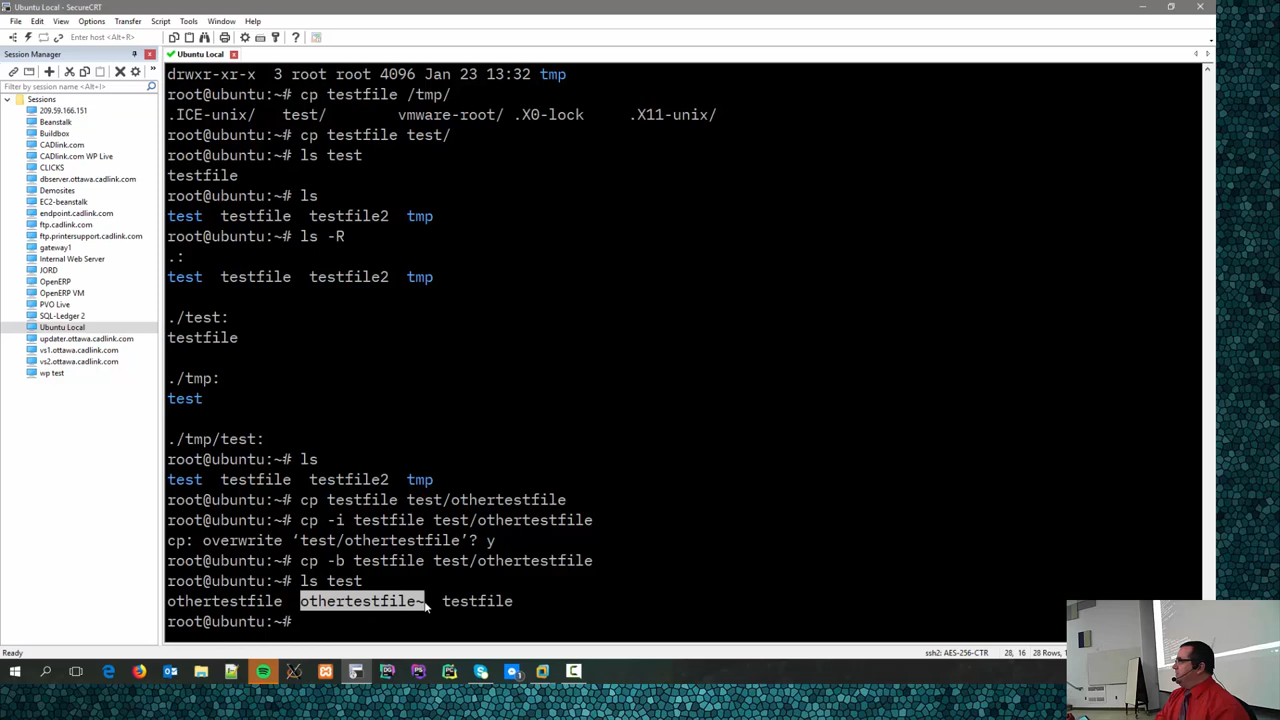 Ubuntu Local - SecureCRT
File Edit View Options Transfer Script Tools Window Help
Enter host <Alt+R>
Session Manager
Ubuntu Local
Filter by session name <Alt+I>
Sessions
209.59.166.151
Beanstalk
Buildbox
CADlink.com
CADlink.com WP Live
CLICKS
dbserver.ottawa.cadlink.com
Demosites
EC2-beanstalk
endpoint.cadlink.com
ftp.cadlink.com
ftp.printersupport.cadlink.com
gateway1
Internal Web Server
JORD
OpenERP
OpenERP VM
PVO Live
SQL-Ledger 2
Ubuntu Local
updater.ottawa.cadlink.com
vs1.ottawa.cadlink.com
vs2.ottawa.cadlink.com
wp test
drwxr-xr-x  3 root root 4096 Jan 23 13:32 tmp
root@ubuntu:~# cp testfile /tmp/
.ICE-unix/   test/        vmware-root/ .X0-lock     .X11-unix/
root@ubuntu:~# cp testfile test/
root@ubuntu:~# ls test
testfile
root@ubuntu:~# ls
test  testfile  testfile2  tmp
root@ubuntu:~# ls -R
.:
test  testfile  testfile2  tmp
./test:
testfile
./tmp:
test
./tmp/test:
root@ubuntu:~# ls
test  testfile  testfile2  tmp
root@ubuntu:~# cp testfile test/othertestfile
root@ubuntu:~# cp -i testfile test/othertestfile
cp: overwrite ‘test/othertestfile’? y
root@ubuntu:~# cp -b testfile test/othertestfile
root@ubuntu:~# ls test
othertestfile  othertestfile~  testfile
root@ubuntu:~#
Ready
ssh2: AES-256-CTR
28, 16
28 Rows,